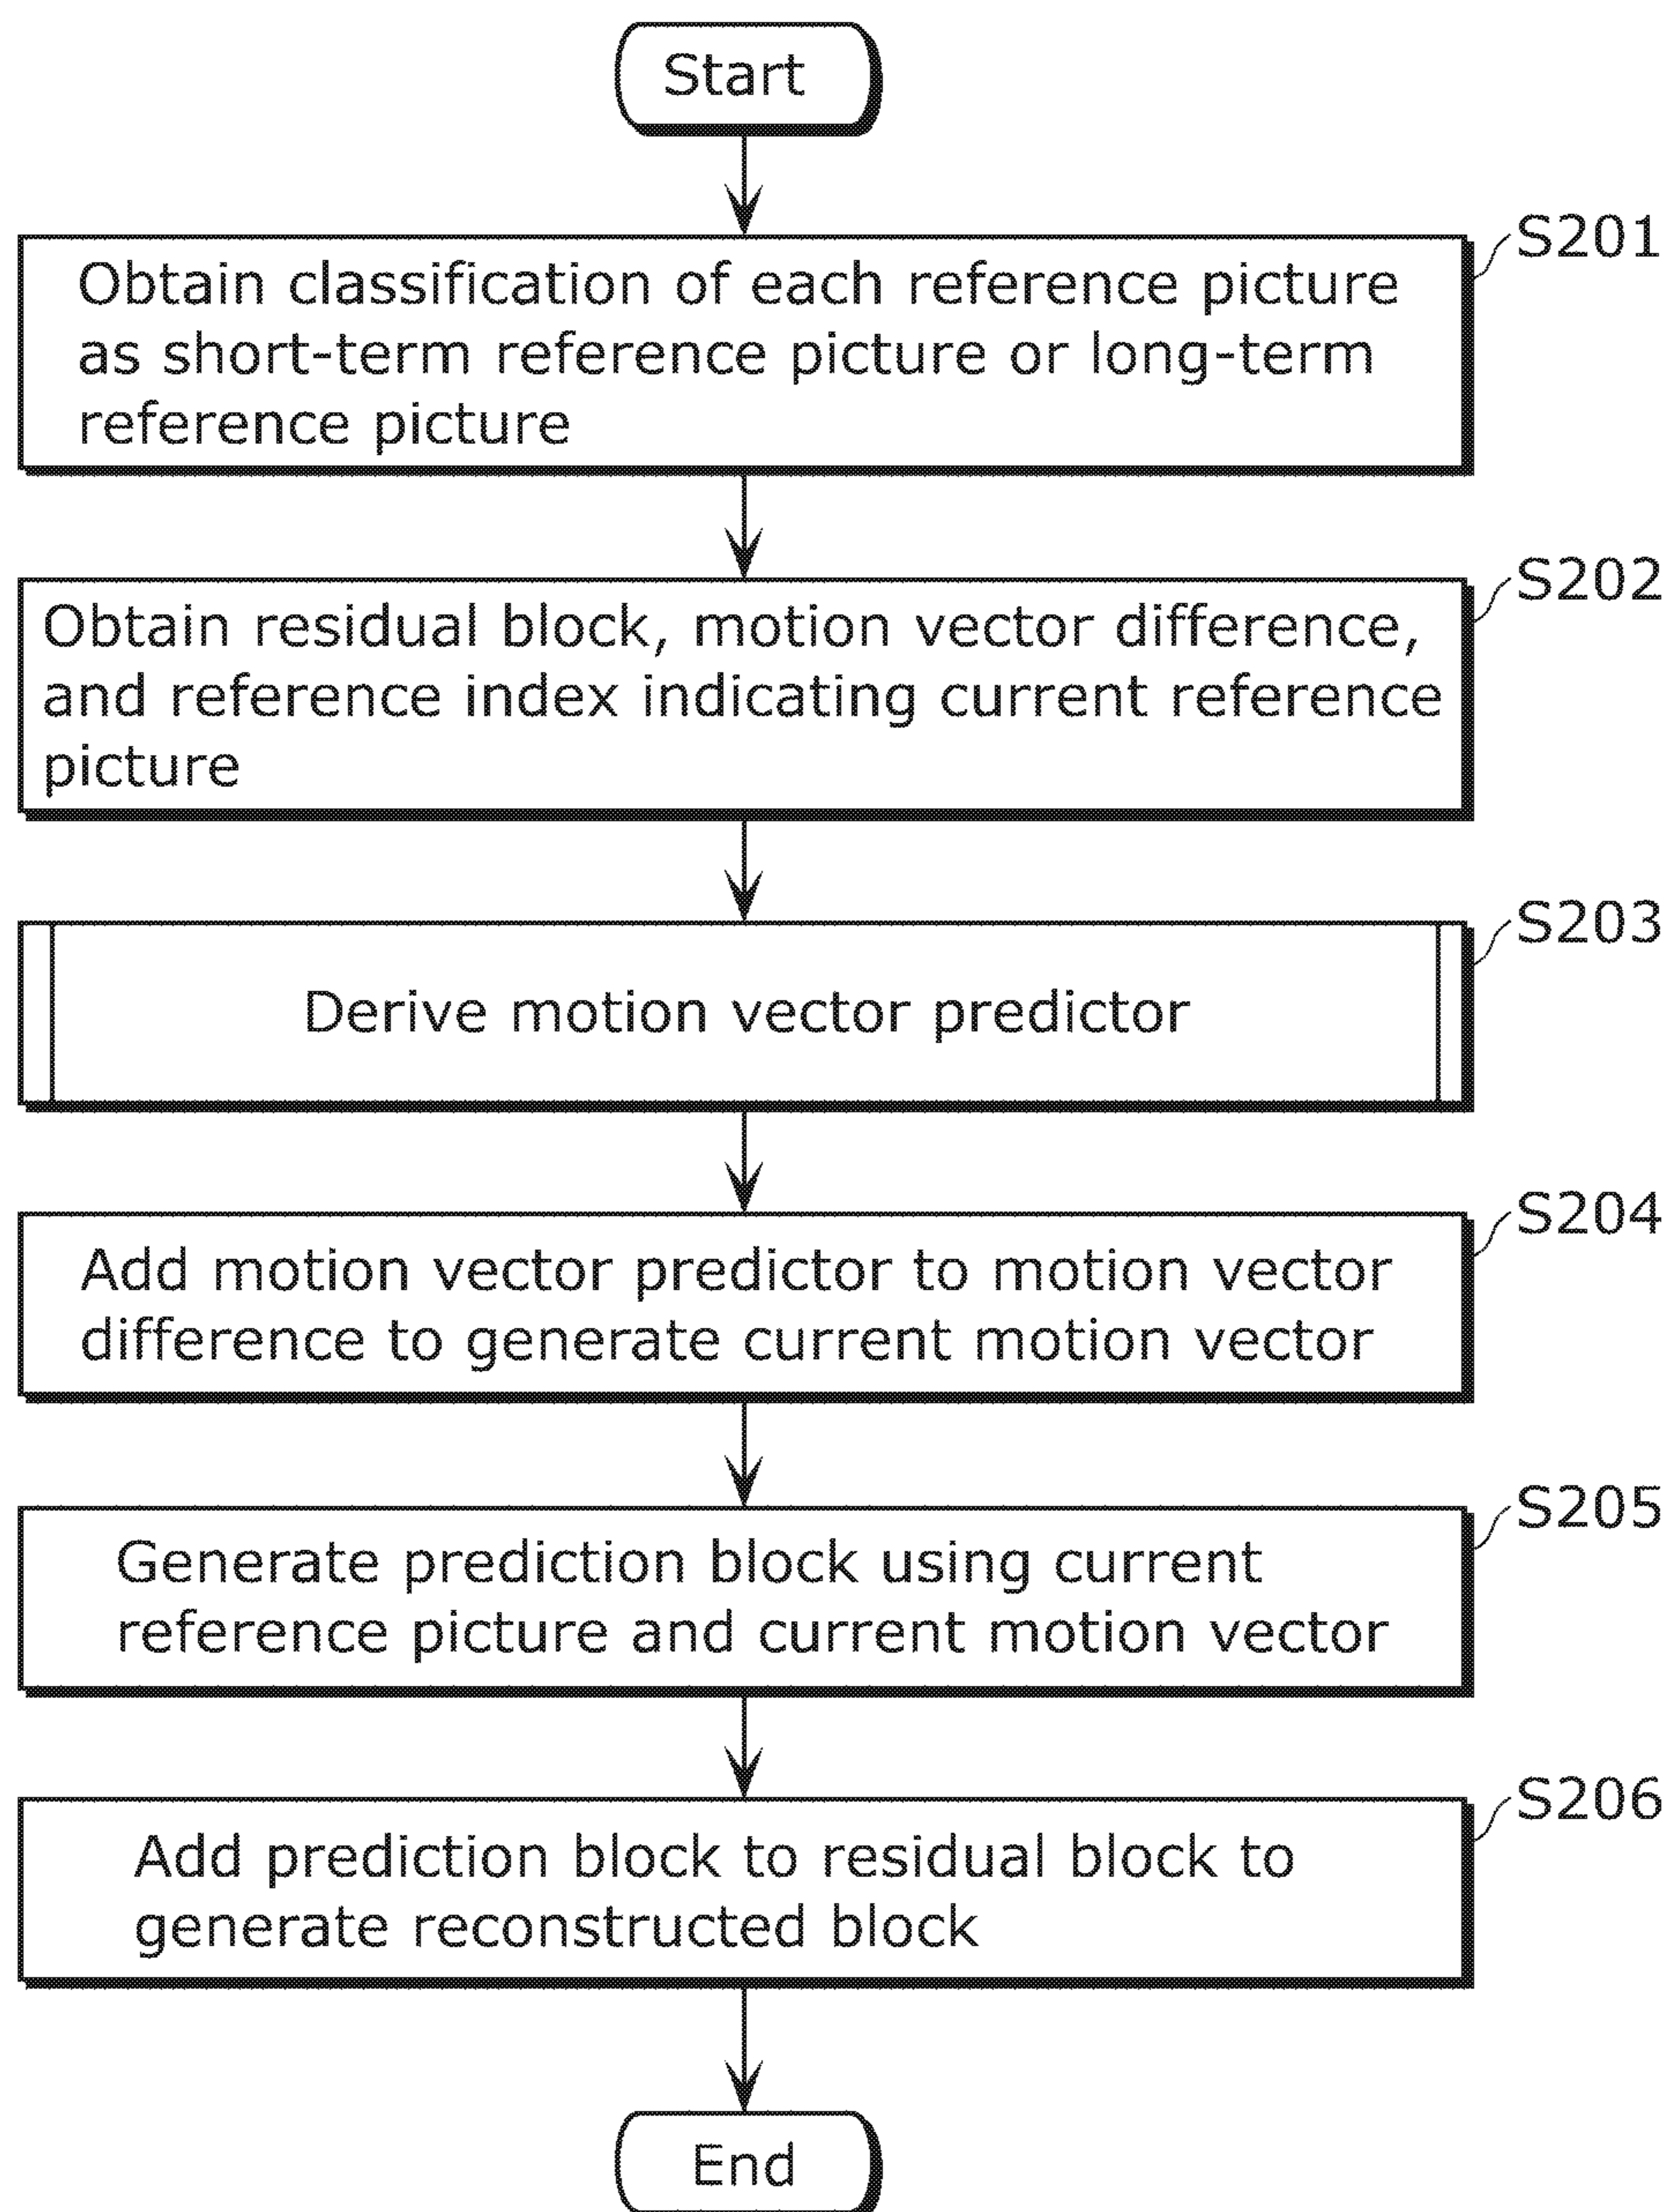 Start
S201
Obtain classification of each reference picture
as short-term reference picture or long-term
reference picture
S202
Obtain residual block, motion vector difference,
and reference index indicating current reference
picture
S203
Derive motion vector predictor
S204
Add motion vector predictor to motion vector
difference to generate current motion vector
S205
Generate prediction block using current
reference picture and current motion vector
S206
Add prediction block to residual block to
generate reconstructed block
End